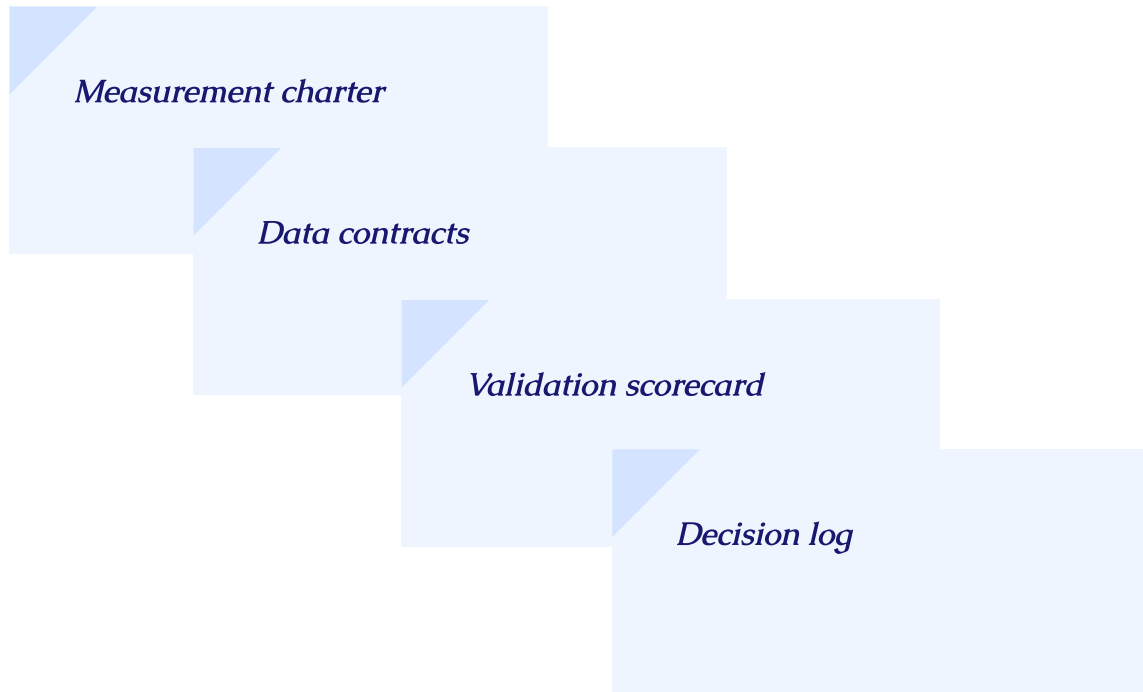 Measurement charter
Data contracts
Validation scorecard
Decision log